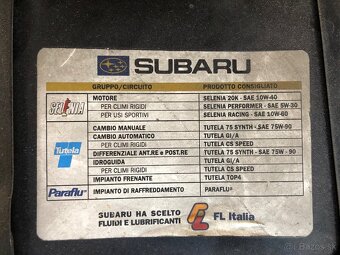 SUBARU
GRUPPO/CIRCUITO PRODOTTO CONSIGLIATO
SELENIA
MOTORE SELENIA 20K - SAE 10W-40
PER CLIMI RIGIDI SELENIA PERFORMER - SAE 5W-30
PER USI SPORTIVI SELENIA RACING - SAE 10W-60
Tutela
CAMBIO MANUALE TUTELA 75 SYNTH - SAE 75W-90
CAMBIO AUTOMATICO TUTELA GI/A
PER CLIMI RIGIDI TUTELA CS SPEED
DIFFERENZIALE ANT.RE e POST.RE TUTELA 75 SYNTH - SAE 75W-90
IDROGUIDA TUTELA GI/A
PER CLIMI RIGIDI TUTELA CS SPEED
IMPIANTO FRENANTE TUTELA TOP4
Paraflu
IMPIANTO DI RAFFREDDAMENTO PARAFLU
SUBARU HA SCELTO
FLUIDI E LUBRIFICANTI
FL Italia
Bazos.sk